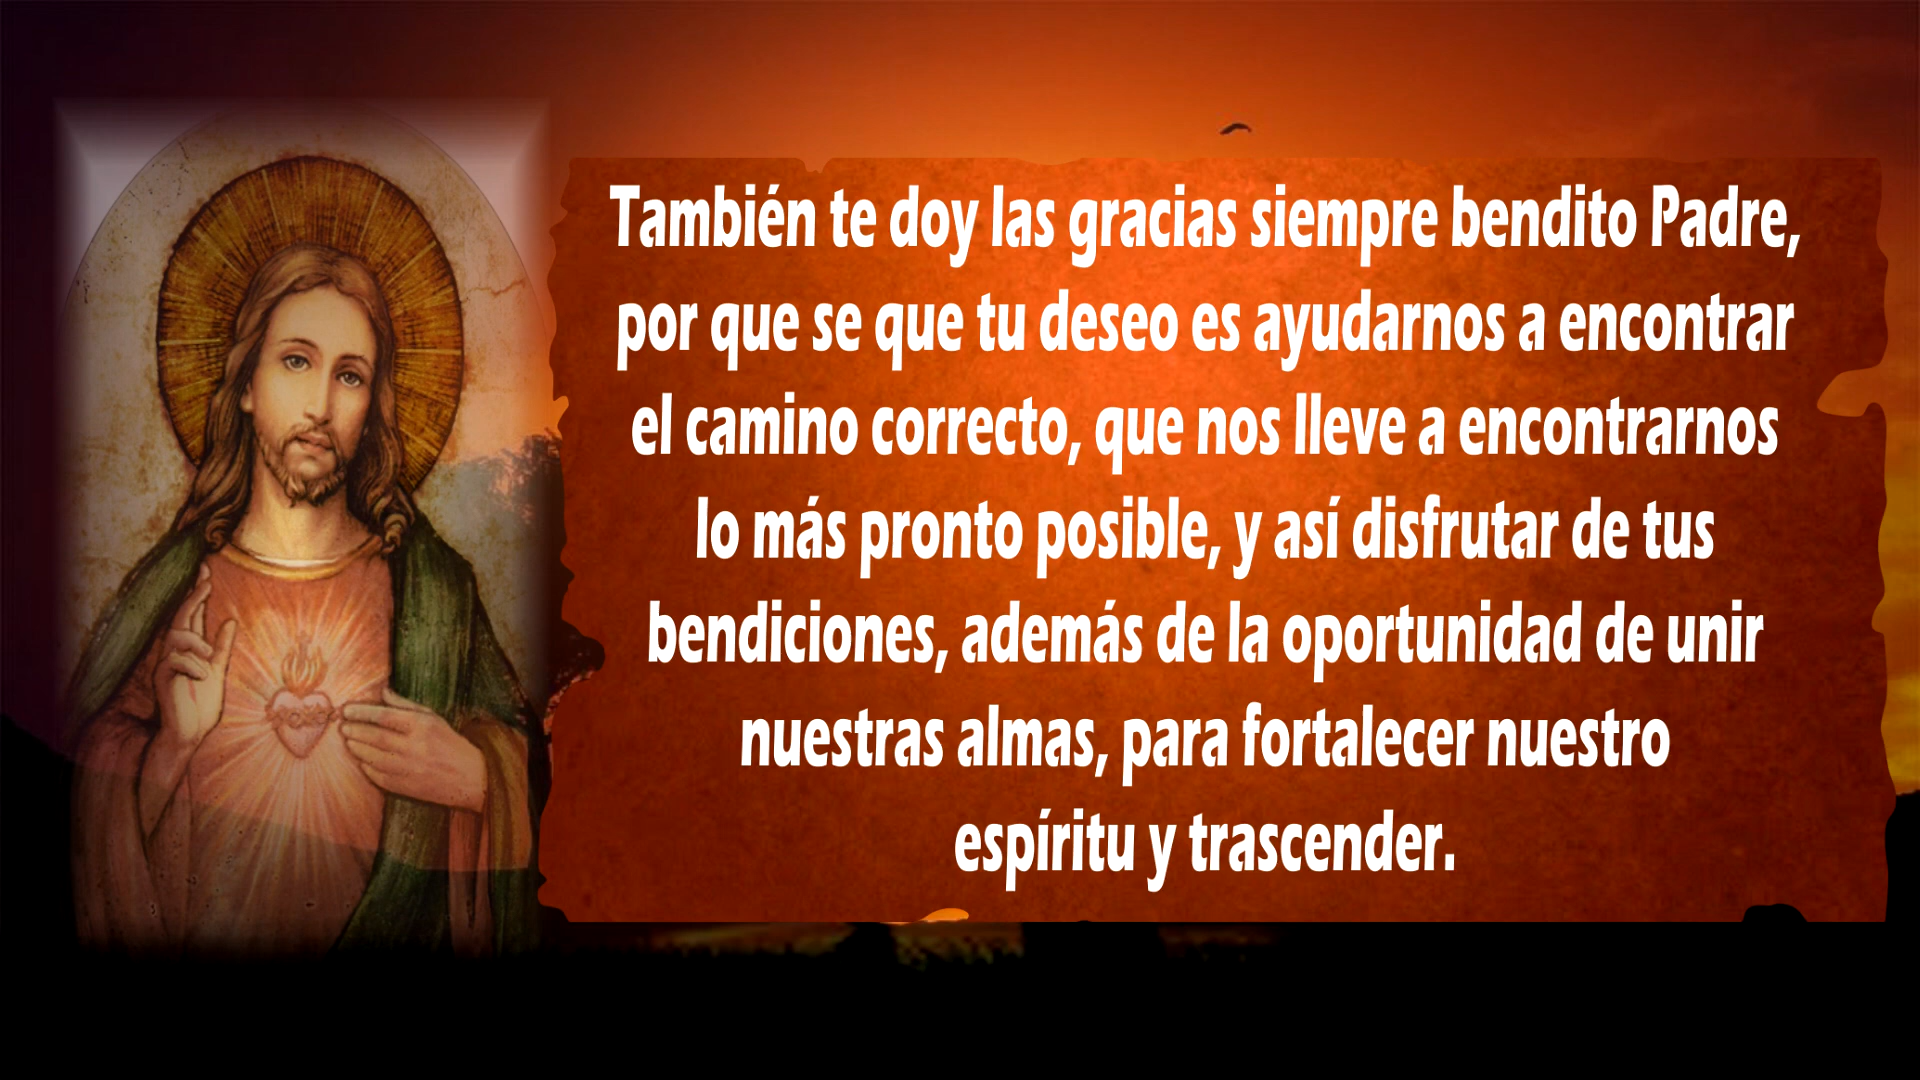 También te doy las gracias siempre bendito Padre,
por que se que tu deseo es ayudarnos a encontrar
el camino correcto, que nos lleve a encontrarnos
lo más pronto posible, y así disfrutar de tus
bendiciones, además de la oportunidad de unir
nuestras almas, para fortalecer nuestro
espíritu y trascender.